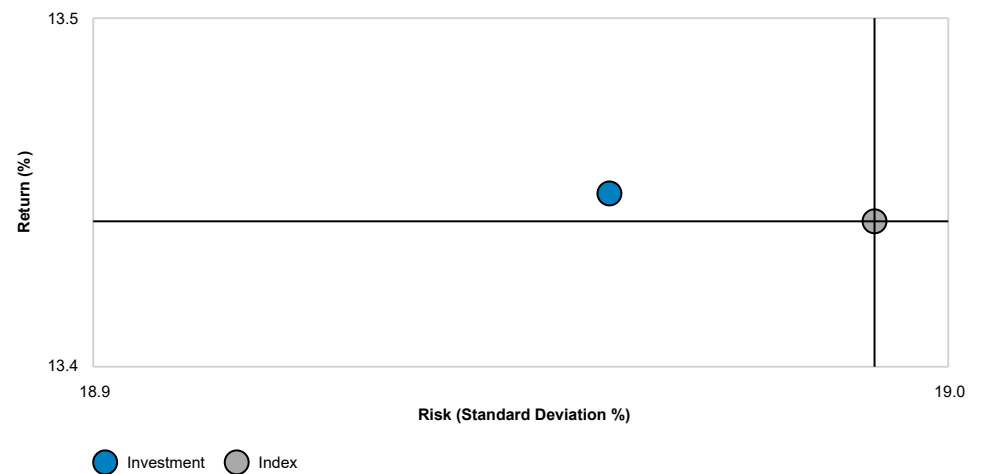 13.5
Return (%)
13.4
18.9 19.0
Risk (Standard Deviation %)
Investment Index